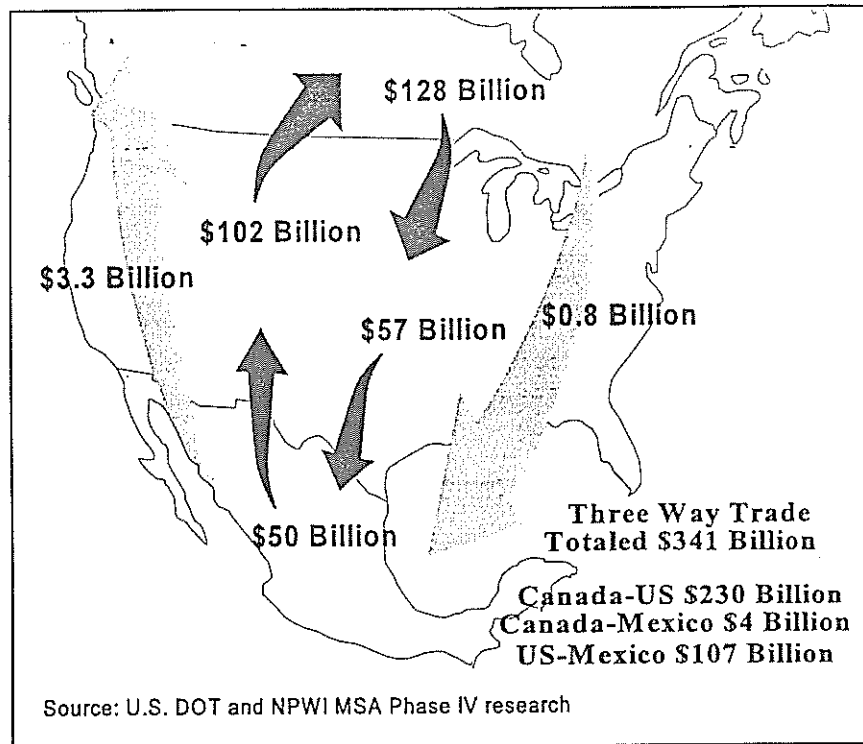 $128 Billion
$102 Billion
$3.3 Billion
$57 Billion
$0.8 Billion
$50 Billion
Three Way Trade
Totaled $341 Billion
Canada-US $230 Billion
Canada-Mexico $4 Billion
US-Mexico $107 Billion
Source: U.S. DOT and NPWI MSA Phase IV research